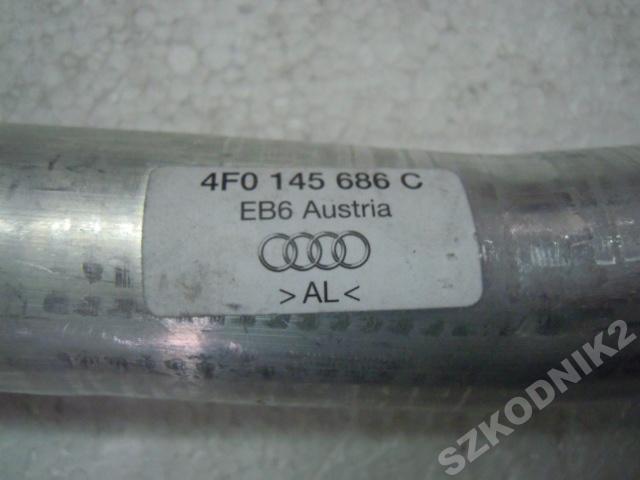 4F0 145 686 C
EB6 Austria
>AL<
SZKODNIK2